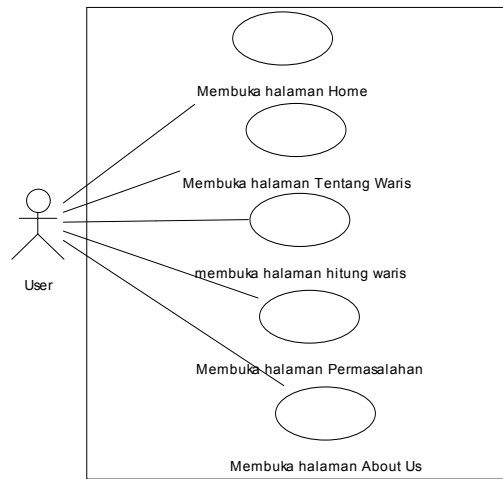 Membuka halaman Home
Membuka halaman Tentang Waris
User
membuka halaman hitung waris
Membuka halaman Permasalahan
Membuka halaman About Us